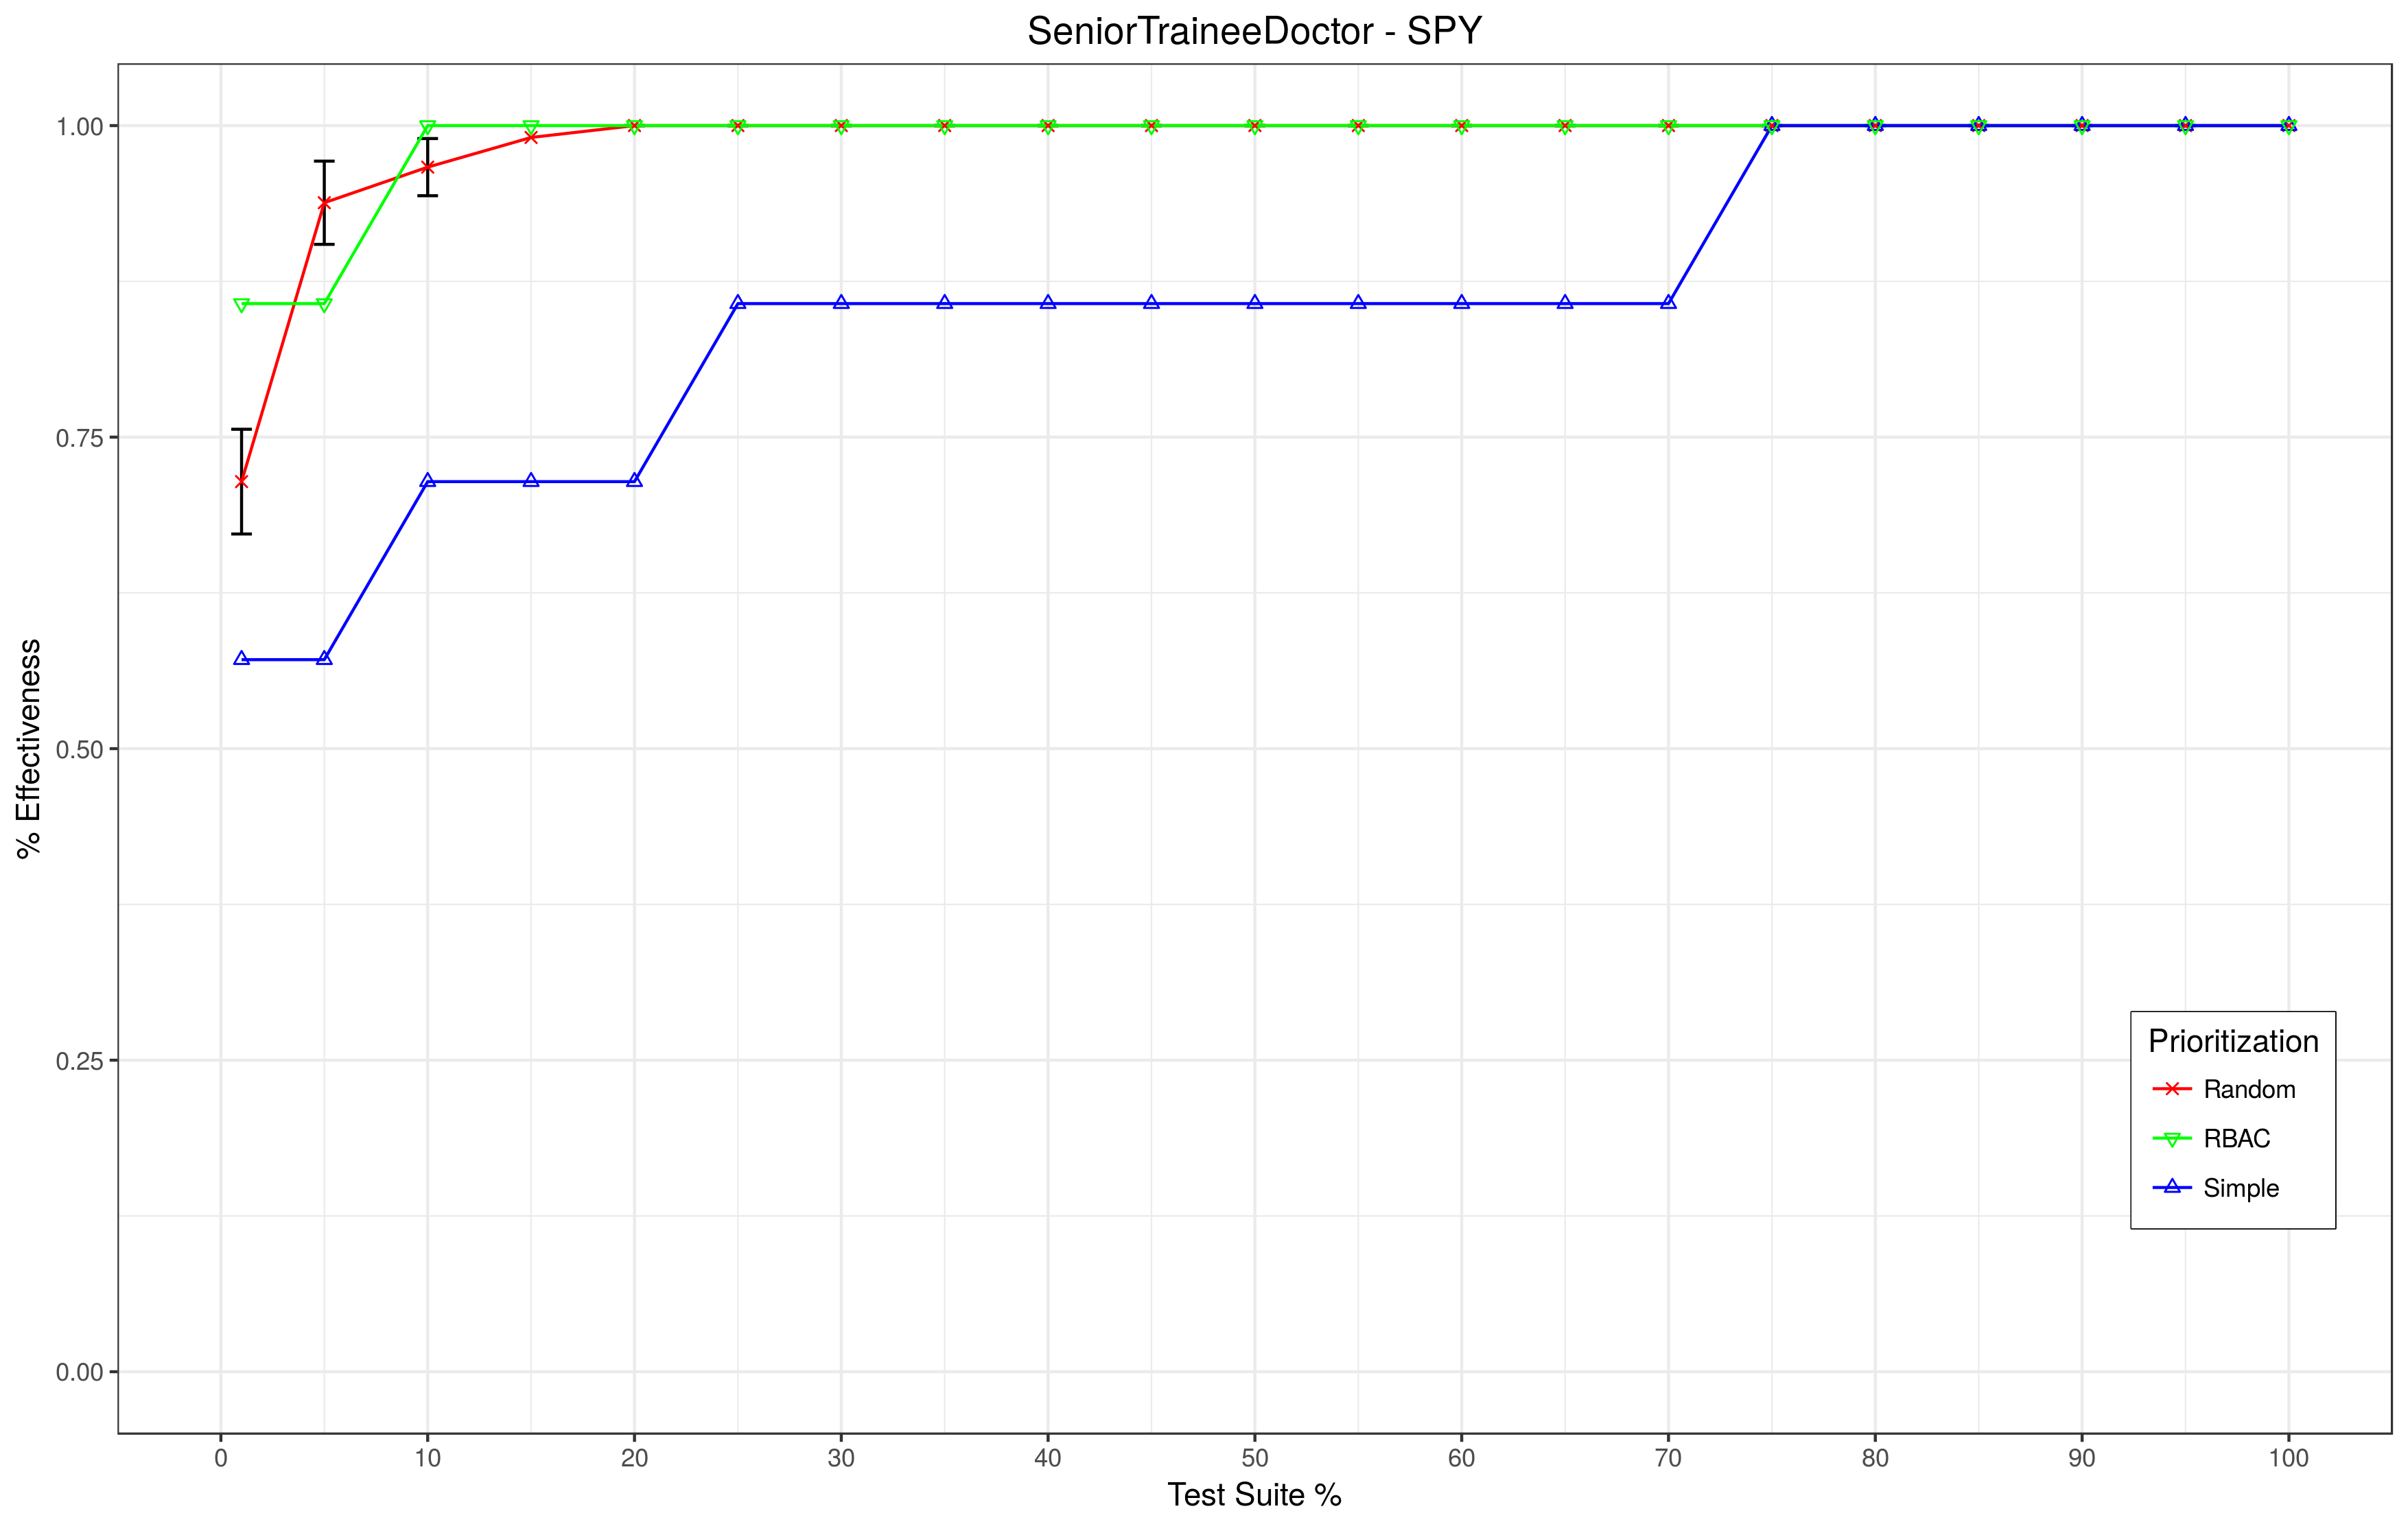 SeniorTraineeDoctor - SPY
% Effectiveness
1.00
0.75
0.50
0.25
0.00
Prioritization
Random
RBAC
Simple
0 10 20 30 40 50 60 70 80 90 100
Test Suite %